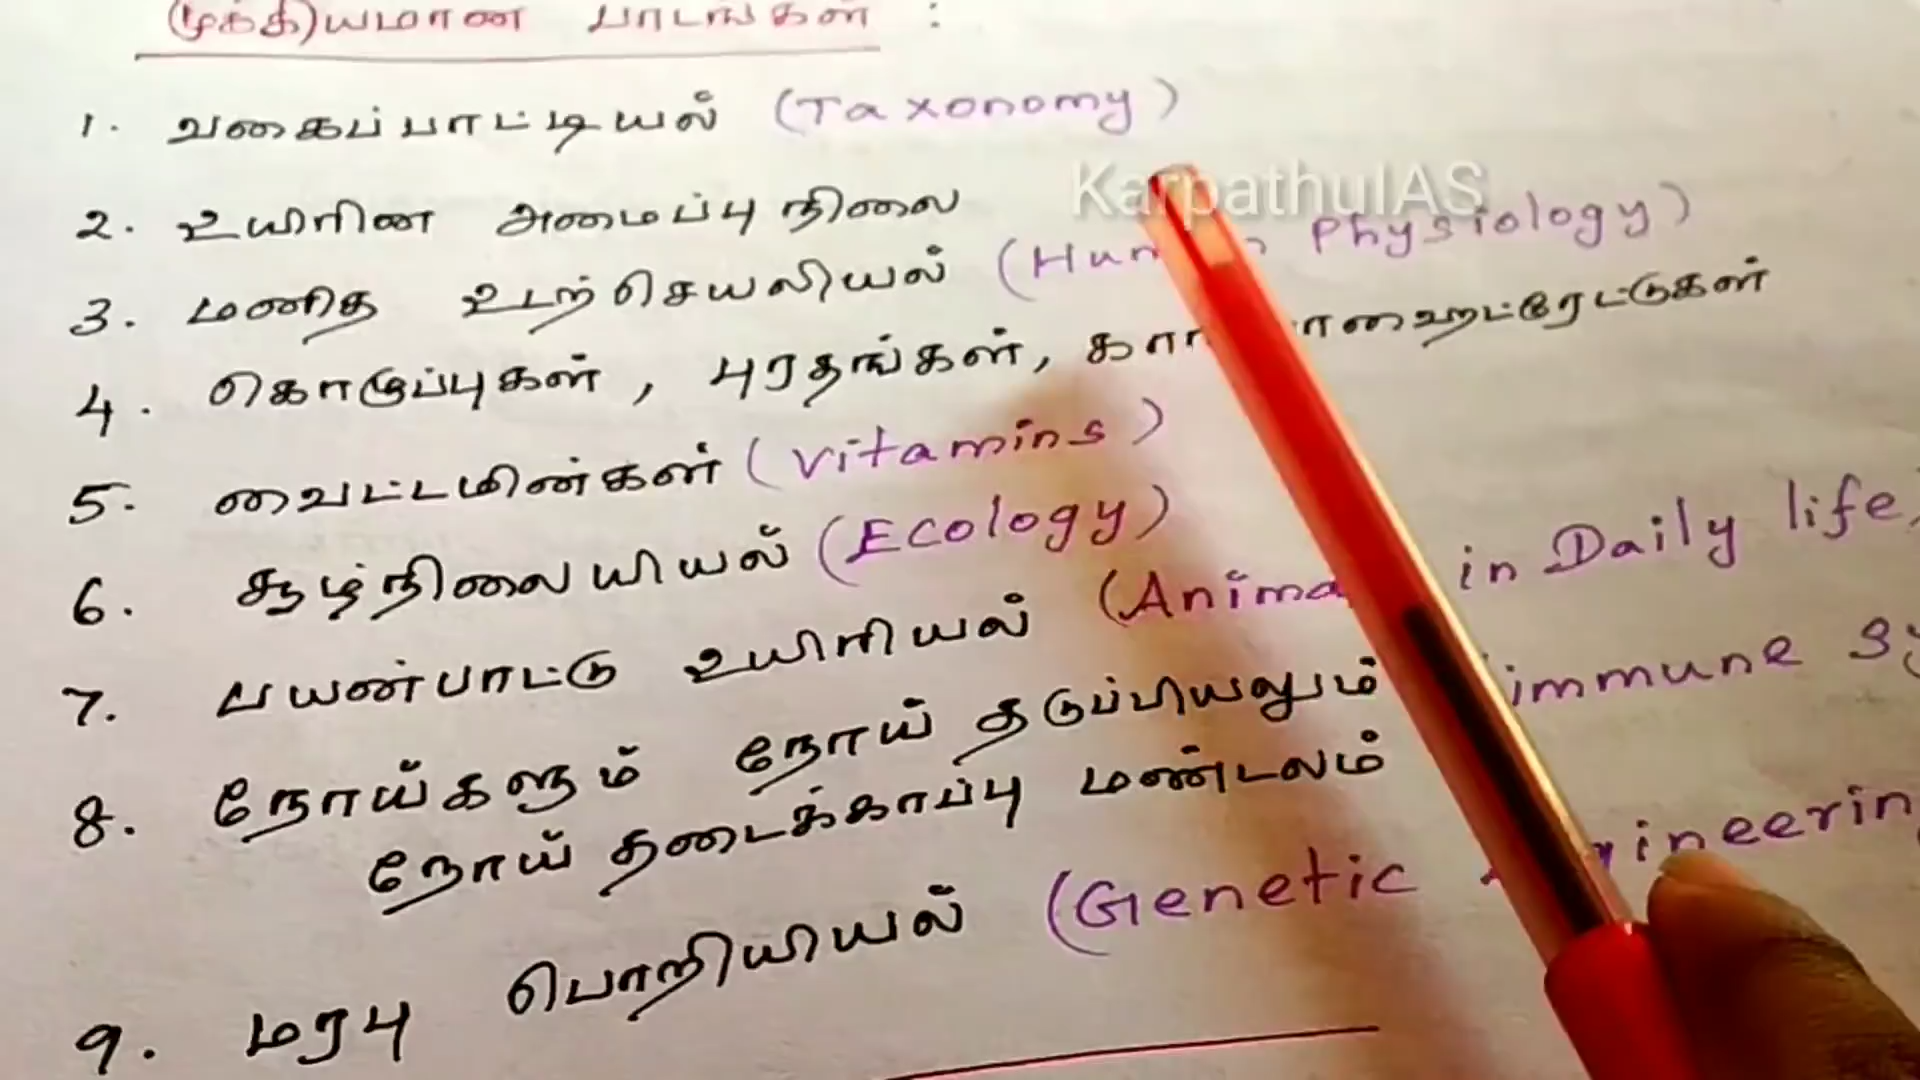 முக்கியமான பாடங்கள் :
1. வகைப்பாட்டியல் (Taxonomy)
KarpathuIAS
2. உயிரின அமைப்பு நிலை
3. மனித உடற்செயலியல் (Physiology)
4. கொழுப்புகள், புரதங்கள்,
5. வைட்டமின்கள் (Vitamins)
6. சூழ்நிலையியல் (Ecology)
7. பயன்பாட்டு உயிரியல் (in Daily life)
8. நோய்களும் நோய் தடுப்பியலும் immune
நோய் தடைக்காப்பு மண்டலம்
9. மரபு பொறியியல் (Genetic